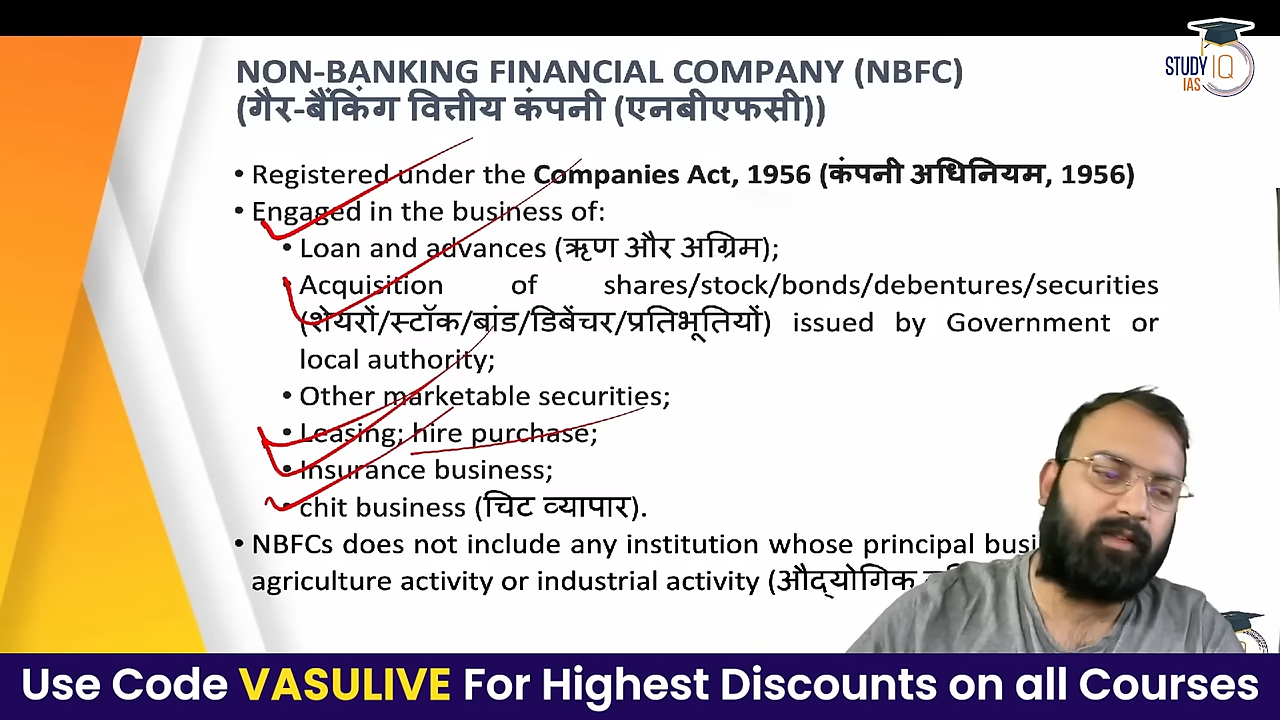 STUDY IQ
IAS
NON-BANKING FINANCIAL COMPANY (NBFC)
(गैर-बैंकिंग वित्तीय कंपनी (एनबीएफसी))
• Registered under the Companies Act, 1956 (कंपनी अधिनियम, 1956)
• Engaged in the business of:
• Loan and advances (ऋण और अग्रिम);
• Acquisition of shares/stock/bonds/debentures/securities
(शेयरों/स्टॉक/बांड/डिबेंचर/प्रतिभूतियों) issued by Government or
local authority;
• Other marketable securities;
• Leasing; hire purchase;
• Insurance business;
• chit business (चिट व्यापार).
• NBFCs does not include any institution whose principal
agriculture activity or industrial activity (औद्योगिक
Use Code VASULIVE For Highest Discounts on all Courses